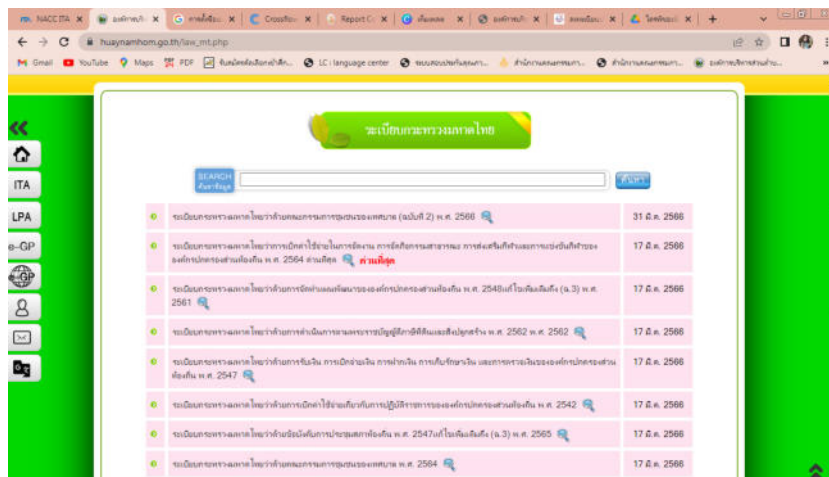 NACC ITA
Report
huaynamhom.go.th/law_mt.php
Gmail
YouTube
Maps
PDF
LC i language center
ระเบียบกระทรวงมหาดไทย
SEARCH
ค้นหาข้อมูล
ค้นหา
ITA
LPA
e-GP
ระเบียบกระทรวงมหาดไทยว่าด้วยคณะกรรมการชุมชนของเทศบาล (ฉบับที่ 2) พ.ศ. 2566
31 มี.ค. 2566
ระเบียบกระทรวงมหาดไทยว่าการเบิกค่าใช้จ่ายในการจัดงาน การจัดกิจกรรมสาธารณะ การส่งเสริมกีฬาและการแข่งขันกีฬาของ
องค์กรปกครองส่วนท้องถิ่น พ.ศ. 2564 ด่วนที่สุด ด่วนที่สุด
17 มี.ค. 2566
ระเบียบกระทรวงมหาดไทยว่าด้วยการจัดทำแผนพัฒนาขององค์กรปกครองส่วนท้องถิ่น พ.ศ. 2548แก้ไขเพิ่มเติมถึง (ฉ.3) พ.ศ.
2561
17 มี.ค. 2566
ระเบียบกระทรวงมหาดไทยว่าด้วยการดำเนินการตามพระราชบัญญัติภาษีที่ดินและสิ่งปลูกสร้าง พ.ศ. 2562 พ.ศ. 2562
17 มี.ค. 2566
ระเบียบกระทรวงมหาดไทยว่าด้วยการรับเงิน การเบิกจ่ายเงิน การฝากเงิน การเก็บรักษาเงิน และการตรวจเงินขององค์กรปกครองส่วน
ท้องถิ่น พ.ศ. 2547
17 มี.ค. 2566
ระเบียบกระทรวงมหาดไทยว่าด้วยการเบิกค่าใช้จ่ายเกี่ยวกับการปฏิบัติราชการขององค์กรปกครองส่วนท้องถิ่น พ.ศ. 2542
17 มี.ค. 2566
ระเบียบกระทรวงมหาดไทยว่าด้วยข้อบังคับการประชุมสภาท้องถิ่น พ.ศ. 2547แก้ไขเพิ่มเติมถึง (ฉ.3) พ.ศ. 2565
17 มี.ค. 2566
ระเบียบกระทรวงมหาดไทยว่าด้วยคณะกรรมการชุมชนของเทศบาล พ.ศ. 2564
17 มี.ค. 2566